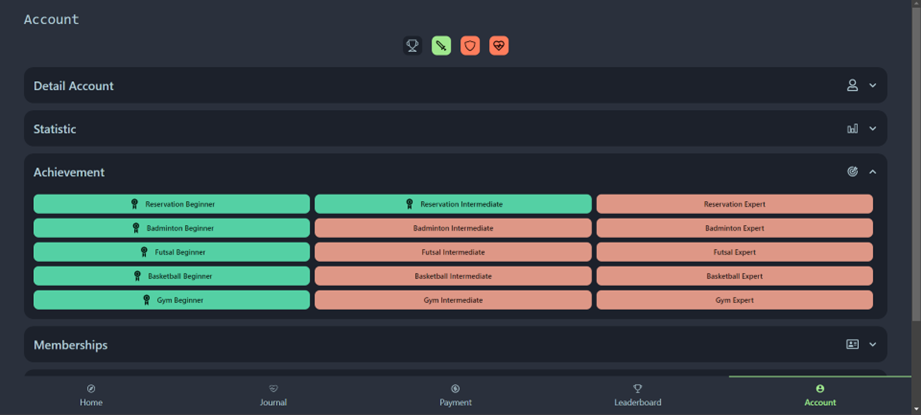 Account
Detail Account
Statistic
Achievement
Reservation Beginner Reservation Intermediate Reservation Expert
Badminton Beginner Badminton Intermediate Badminton Expert
Futsal Beginner Futsal Intermediate Futsal Expert
Basketball Beginner Basketball Intermediate Basketball Expert
Gym Beginner Gym Intermediate Gym Expert
Memberships
Home Journal Payment Leaderboard Account